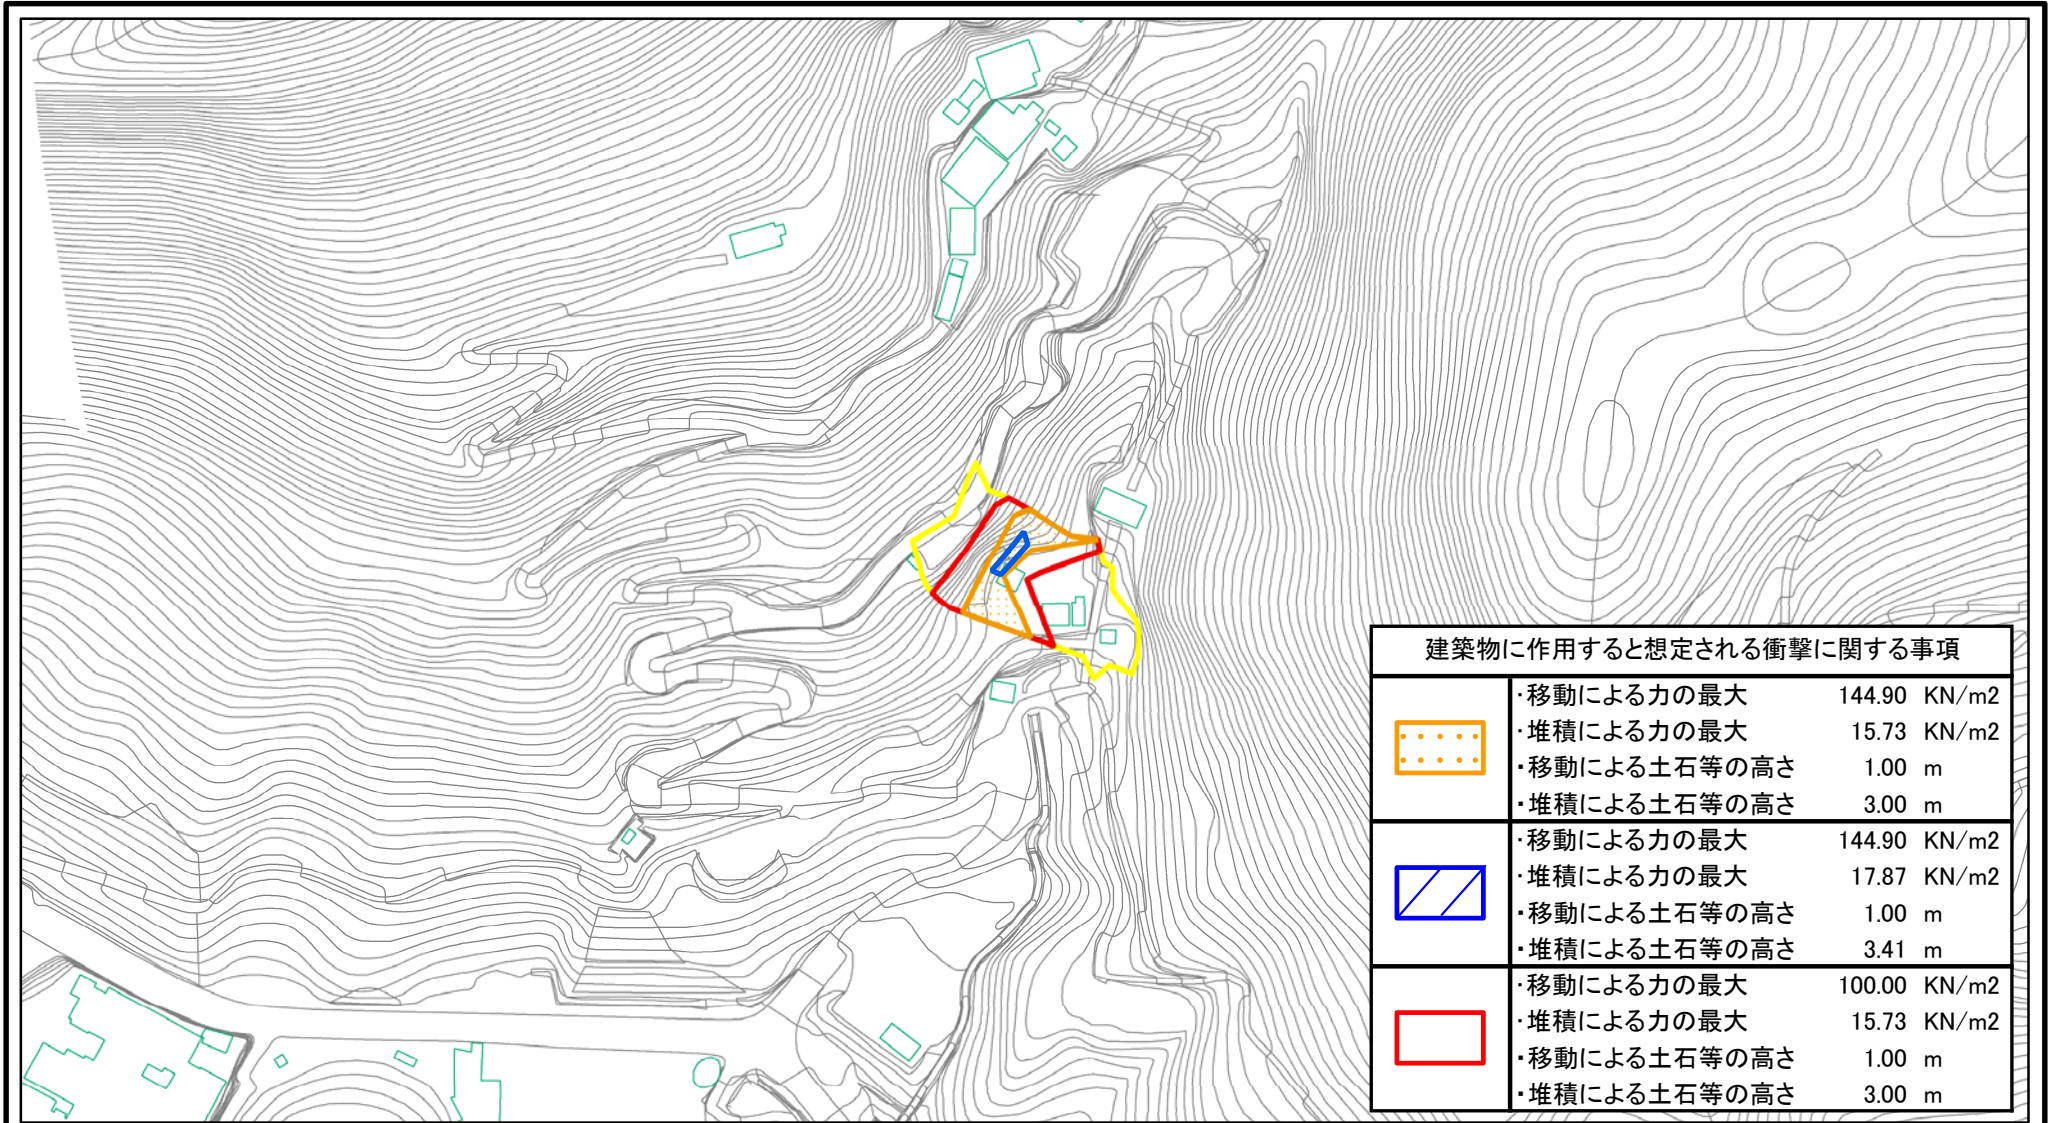 建築物に作用すると想定される衝撃に関する事項
・移動による力の最大 144.90 KN/m2
・堆積による力の最大 15.73 KN/m2
・移動による土石等の高さ 1.00 m
・堆積による土石等の高さ 3.00 m
・移動による力の最大 144.90 KN/m2
・堆積による力の最大 17.87 KN/m2
・移動による土石等の高さ 1.00 m
・堆積による土石等の高さ 3.41 m
・移動による力の最大 100.00 KN/m2
・堆積による力の最大 15.73 KN/m2
・移動による土石等の高さ 1.00 m
・堆積による土石等の高さ 3.00 m